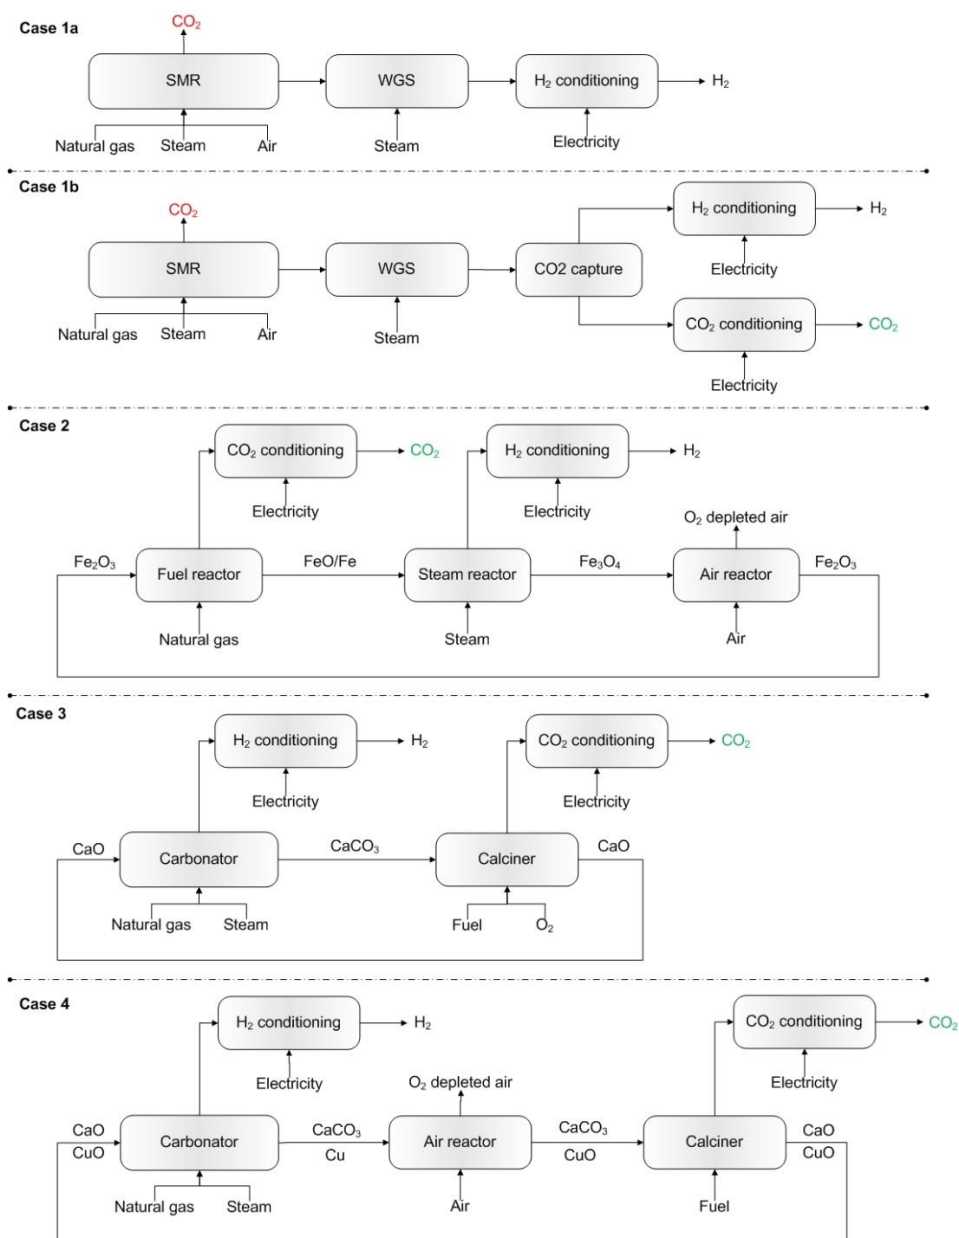 Case 1a
CO₂
SMR
WGS
H₂ conditioning
H₂
Natural gas
Steam
Air
Steam
Electricity
Case 1b
CO₂
H₂ conditioning
H₂
SMR
WGS
CO2 capture
Electricity
Natural gas
Steam
Air
Steam
CO₂ conditioning
CO₂
Electricity
Case 2
CO₂ conditioning
CO₂
H₂ conditioning
H₂
Electricity
Electricity
O₂ depleted air
Fe₂O₃
Fuel reactor
FeO/Fe
Steam reactor
Fe₃O₄
Air reactor
Fe₂O₃
Natural gas
Steam
Air
Case 3
H₂ conditioning
H₂
CO₂ conditioning
CO₂
Electricity
Electricity
CaO
Carbonator
CaCO₃
Calciner
CaO
Natural gas
Steam
Fuel
O₂
Case 4
H₂ conditioning
H₂
CO₂ conditioning
CO₂
Electricity
O₂ depleted air
Electricity
CaO
CuO
Carbonator
CaCO₃
Cu
Air reactor
CaCO₃
CuO
Calciner
CaO
CuO
Natural gas
Steam
Air
Fuel